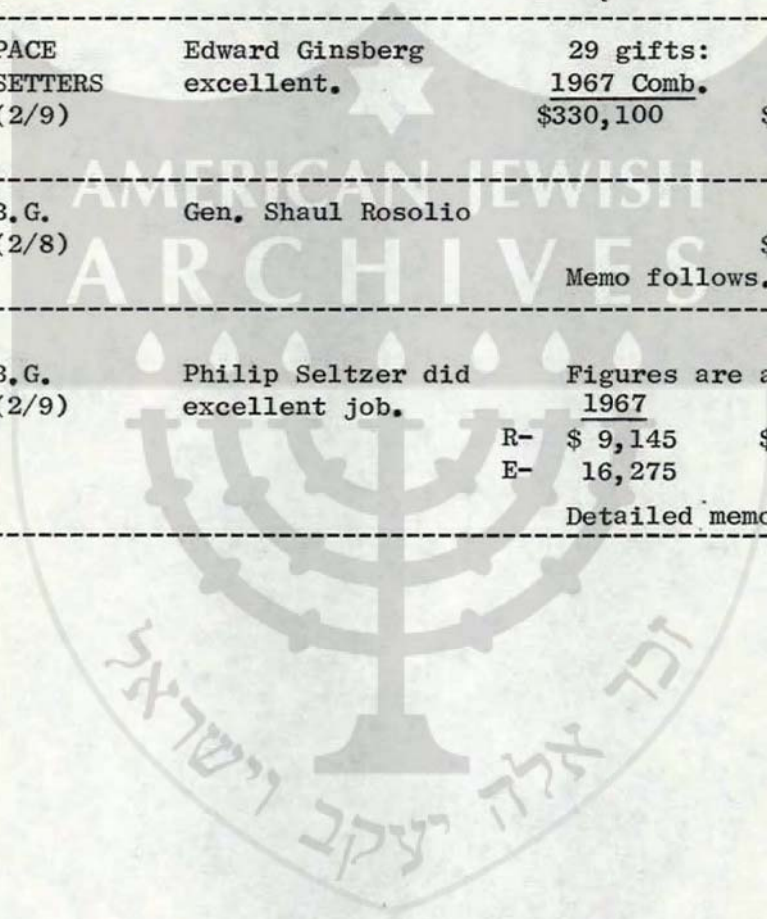 PACE Edward Ginsberg 29 gifts:
SETTERS excellent. 1967 Comb.
(2/9) $330,100 $
AMERICAN JEWISH
ARCHIVES
B.G. Gen. Shaul Rosolio
(2/8) $
Memo follows.
B.G. Philip Seltzer did Figures are a
(2/9) excellent job. 1967
R- $ 9,145 $
E- 16,275
Detailed memo
זכר אלה יעקב וישראל